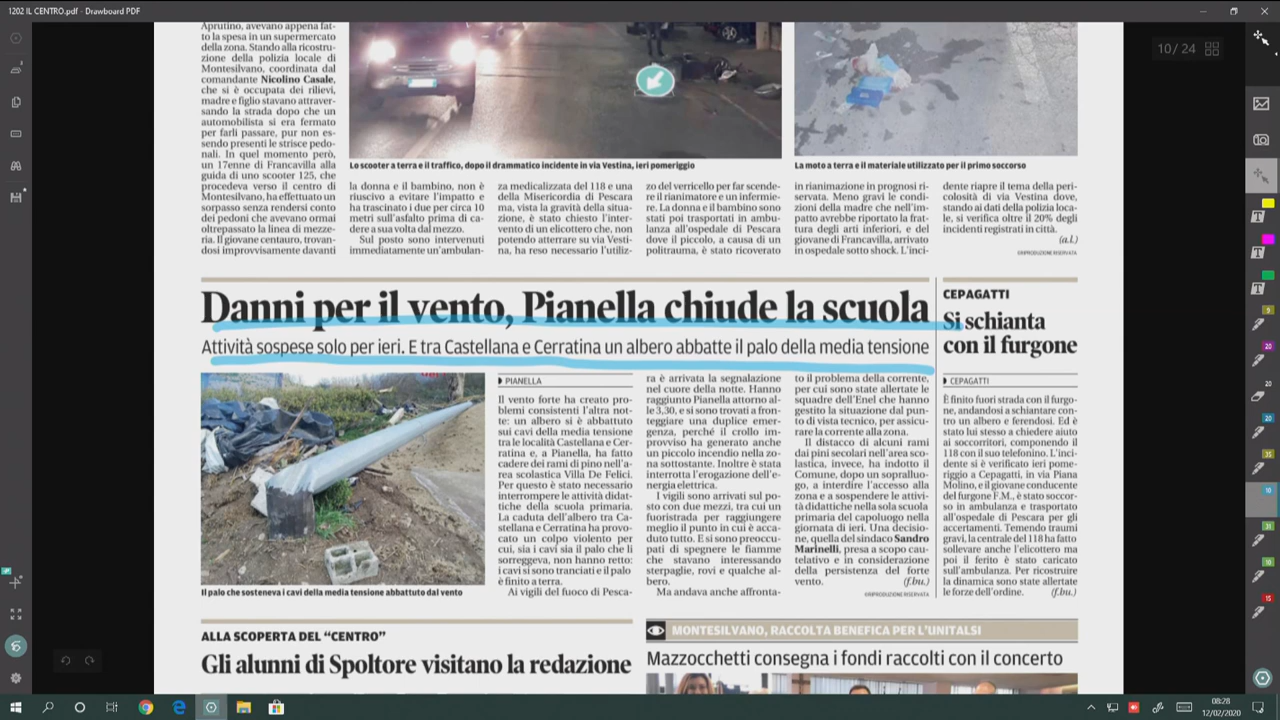 1202 IL CENTRO.pdf - Drawboard PDF
10 / 24
Aprutino, avevano appena fat-
to la spesa in un supermercato
della zona. Stando alla ricostru-
zione della polizia locale di
Montesilvano, coordinata dal
comandante Nicolino Casale,
che si è occupata dei rilievi,
madre e figlio stavano attraver-
sando la strada dopo che un
automobilista si era fermato
per farli passare, pur non es-
sendo presenti le strisce pedo-
nali. In quel momento però,
un 17enne di Francavilla alla
guida di uno scooter 125, che
procedeva verso il centro di
Montesilvano, ha effettuato un
sorpasso senza rendersi conto
dei pedoni che avevano ormai
oltrepassato la linea di mezze-
ria. Il giovane centauro, trovan-
dosi improvvisamente davanti
Lo scooter a terra e il traffico, dopo il drammatico incidente in via Vestina, ieri pomeriggio
La moto a terra e il materiale utilizzato per il primo soccorso
la donna e il bambino, non è
riuscivo a evitare l'impatto e
ha trascinato i due per circa 10
metri sull'asfalto prima di ca-
dere a sua volta dal mezzo.
Sul posto sono intervenuti
immediatamente un'ambulan-
za medicalizzata del 118 e una
della Misericordia di Pescara
ma, vista la gravità della situa-
zione, è stato chiesto l'inter-
vento di un elicottero che, non
potendo atterrare su via Vesti-
na, ha reso necessario l'utiliz-
zo del verricello per far scende-
re il rianimatore e un infermie-
re. La donna e il bambino sono
stati poi trasportati in ambu-
lanza all'ospedale di Pescara
dove il piccolo, a causa di un
politrauma, è stato ricoverato
in rianimazione in prognosi ri-
servata. Meno gravi le condi-
zioni della madre che nell'im-
patto avrebbe riportato la frat-
tura degli arti inferiori, e del
giovane di Francavilla, arrivato
in ospedale sotto shock. L'inci-
dente riapre il tema della peri-
colosità di via Vestina dove,
stando ai dati della polizia loca-
le, si verifica oltre il 20% degli
incidenti registrati in città.
(a.l.)
©RIPRODUZIONE RISERVATA
Danni per il vento, Pianella chiude la scuola
Attività sospese solo per ieri. E tra Castellana e Cerratina un albero abbatte il palo della media tensione
Il palo che sosteneva i cavi della media tensione abbattuto dal vento
PIANELLA
Il vento forte ha creato pro-
blemi consistenti l'altra not-
te: un albero si è abbattuto
sui cavi della media tensione
tra le località Castellana e Cer-
ratina e, a Pianella, ha fatto
cadere dei rami di pino nell'a-
rea scolastica Villa De Felici.
Per questo è stato necessario
interrompere le attività didat-
tiche della scuola primaria.
La caduta dell'albero tra Ca-
stellana e Cerratina ha provo-
cato un colpo violento per
cui, sia i cavi sia il palo che li
sorreggeva, non hanno retto:
i cavi si sono tranciati e il palo
è finito a terra.
Ai vigili del fuoco di Pesca-
ra è arrivata la segnalazione
nel cuore della notte. Hanno
raggiunto Pianella attorno al-
le 3,30, e si sono trovati a fron-
teggiare una duplice emer-
genza, perché il crollo im-
provviso ha generato anche
un piccolo incendio nella zo-
na sottostante. Inoltre è stata
interrotta l'erogazione dell'e-
nergia elettrica.
I vigili sono arrivati sul po-
sto con due mezzi, tra cui un
fuoristrada per raggiungere
meglio il punto in cui è acca-
duto tutto. E si sono preoccu-
pati di spegnere le fiamme
che stavano interessando
sterpaglie, rovi e qualche al-
bero.
Ma andava anche affronta-
to il problema della corrente,
per cui sono state allertate le
squadre dell'Enel che hanno
gestito la situazione dal pun-
to di vista tecnico, per assicu-
rare la corrente alla zona.
Il distacco di alcuni rami
dai pini secolari nell'area sco-
lastica, invece, ha indotto il
Comune, dopo un sopralluo-
go, a interdire l'accesso alla
zona e a sospendere le attivi-
tà didattiche nella sola scuola
primaria del capoluogo nella
giornata di ieri. Una decisio-
ne, quella del sindaco Sandro
Marinelli, presa a scopo cau-
telativo e in considerazione
della persistenza del forte
vento. (f.bu.)
©RIPRODUZIONE RISERVATA
CEPAGATTI
Si schianta
con il furgone
CEPAGATTI
È finito fuori strada con il furgo-
ne, andandosi a schiantare con-
tro un albero e ferendosi. Ed è
stato lui stesso a chiedere aiuto
ai soccorritori, componendo il
118 con il suo telefonino. L'inci-
dente si è verificato ieri pome-
riggio a Cepagatti, in via Piana
Molino, e il giovane conducente
del furgone F.M., è stato soccor-
so in ambulanza e trasportato
all'ospedale di Pescara per gli
accertamenti. Temendo traumi
gravi, la centrale del 118 ha fatto
sollevare anche l'elicottero ma
poi il ferito è stato caricato
sull'ambulanza. Per ricostruire
la dinamica sono state allertate
le forze dell'ordine. (f.bu.)
ALLA SCOPERTA DEL "CENTRO"
Gli alunni di Spoltore visitano la redazione
MONTESILVANO, RACCOLTA BENEFICA PER L'UNITALSI
Mazzocchetti consegna i fondi raccolti con il concerto
T
T
T
9
20
20
20
35
10
31
10
15
08:28
12/02/2020